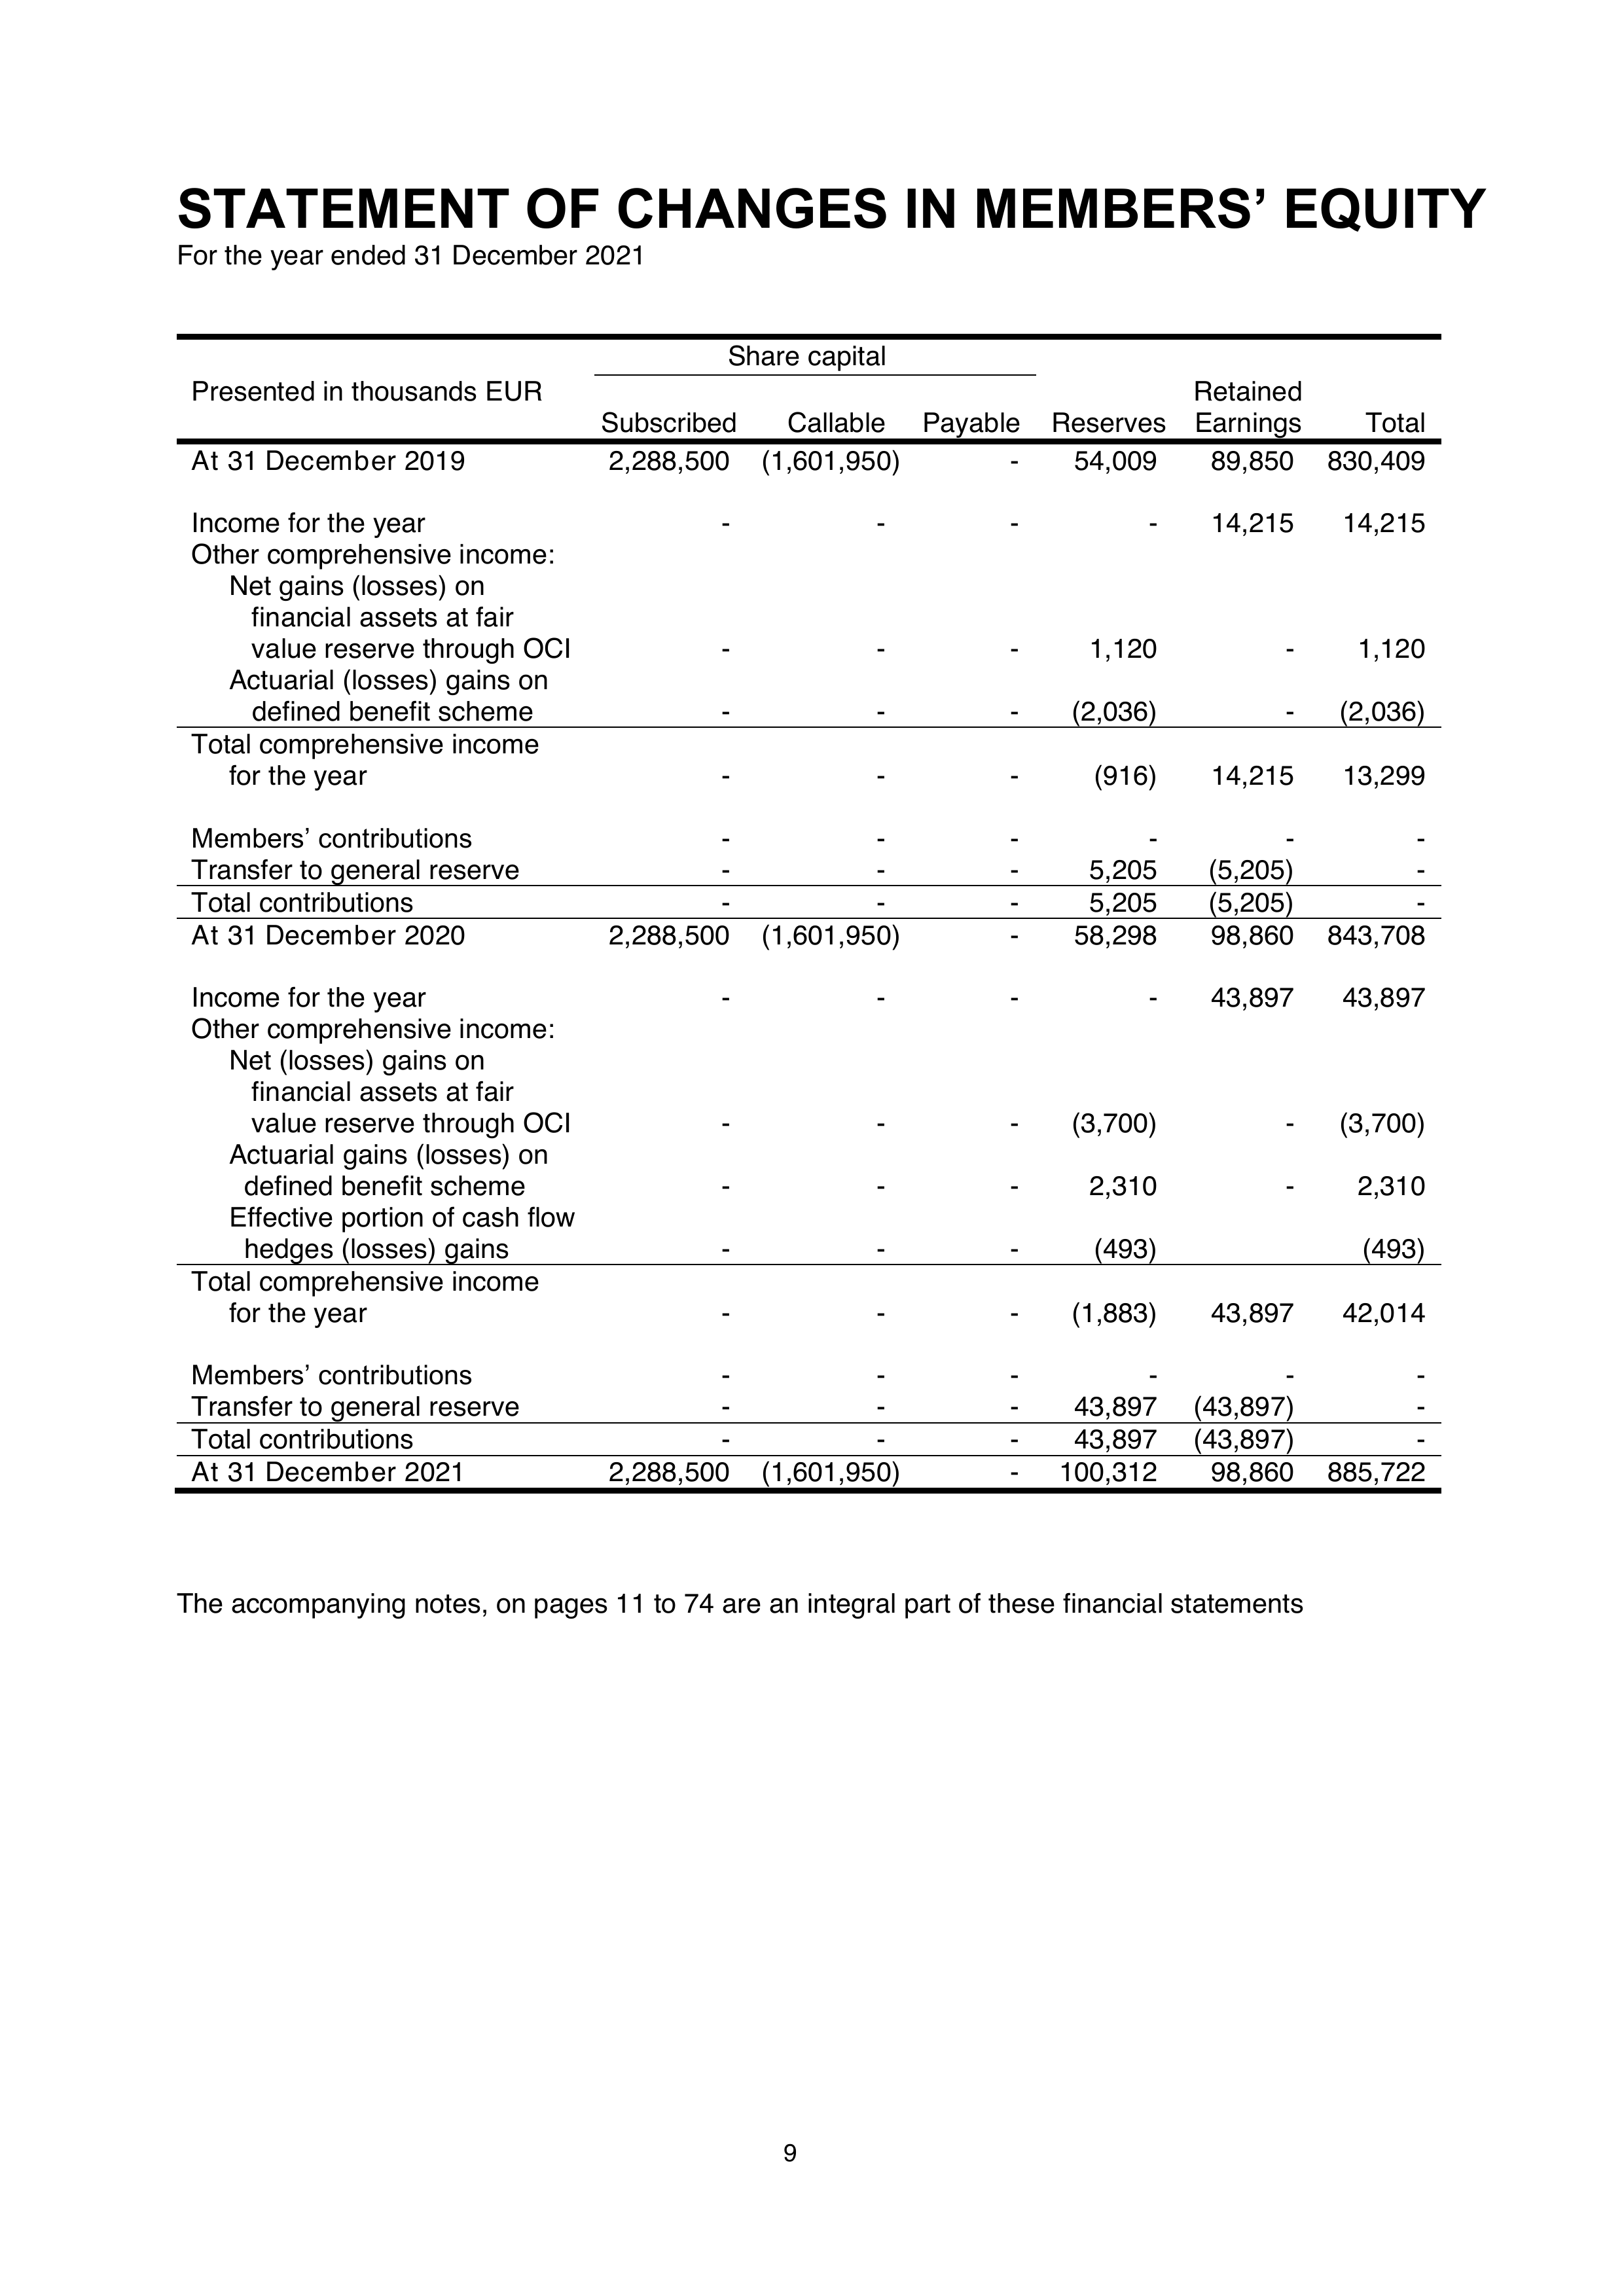 STATEMENT OF CHANGES IN MEMBERS’ EQUITY
For the year ended 31 December 2021
Share capital
Presented in thousands EUR Retained
Subscribed Callable Payable Reserves Earnings Total
At 31 December 2019 2,288,500 (1,601,950) - 54,009 89,850 830,409
Income for the year - - - - 14,215 14,215
Other comprehensive income:
Net gains (losses) on
financial assets at fair
value reserve through OCI - - - 1,120 - 1,120
Actuarial (losses) gains on
defined benefit scheme - - - (2,036) - (2,036)
Total comprehensive income
for the year - - - (916) 14,215 13,299
Members’ contributions - - - - - -
Transfer to general reserve - - - 5,205 (5,205) -
Total contributions - - - 5,205 (5,205) -
At 31 December 2020 2,288,500 (1,601,950) - 58,298 98,860 843,708
Income for the year - - - - 43,897 43,897
Other comprehensive income:
Net (losses) gains on
financial assets at fair
value reserve through OCI - - - (3,700) - (3,700)
Actuarial gains (losses) on
defined benefit scheme - - - 2,310 - 2,310
Effective portion of cash flow
hedges (losses) gains - - - (493) (493)
Total comprehensive income
for the year - - - (1,883) 43,897 42,014
Members’ contributions - - - - - -
Transfer to general reserve - - - 43,897 (43,897) -
Total contributions - - - 43,897 (43,897) -
At 31 December 2021 2,288,500 (1,601,950) - 100,312 98,860 885,722
The accompanying notes, on pages 11 to 74 are an integral part of these financial statements
9